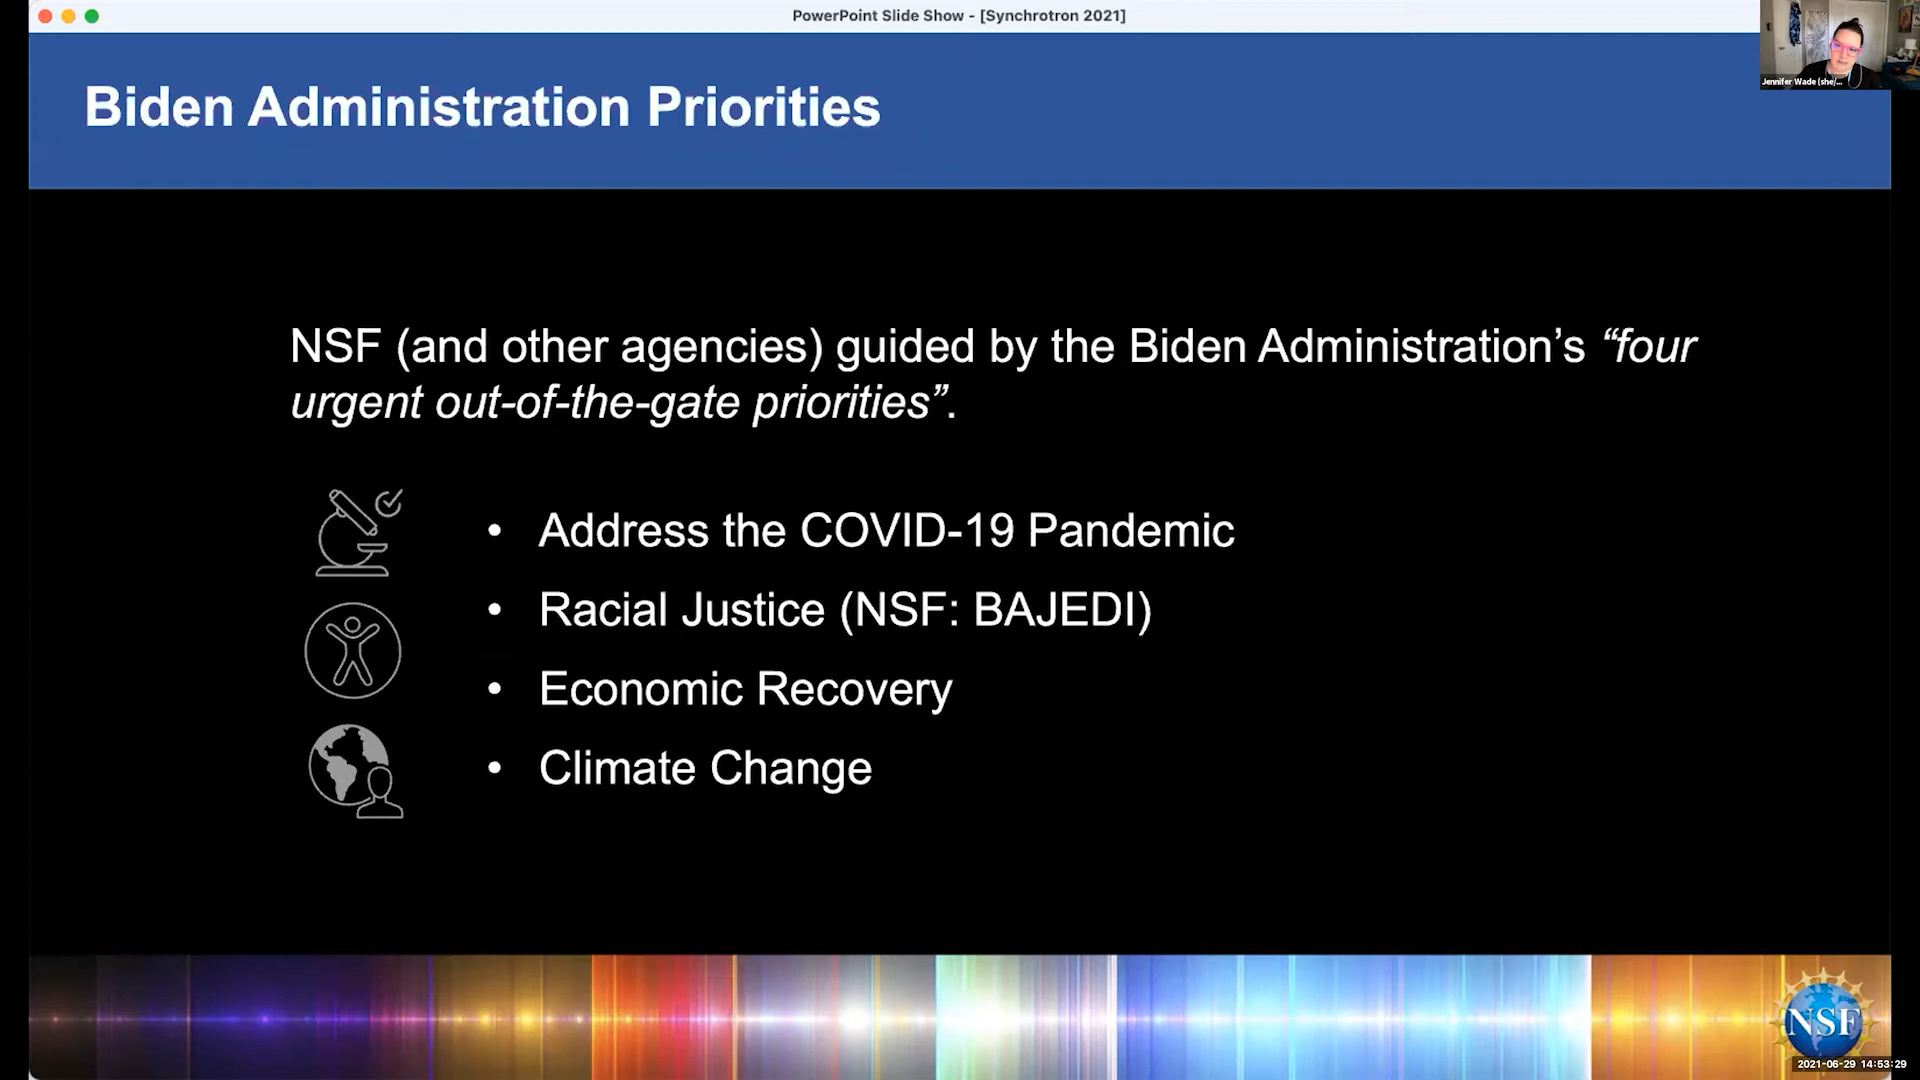 PowerPoint Slide Show - [Synchrotron 2021]
Jennifer Wade (she/...
Biden Administration Priorities
NSF (and other agencies) guided by the Biden Administration’s “four
urgent out-of-the-gate priorities”.
• Address the COVID-19 Pandemic
• Racial Justice (NSF: BAJEDI)
• Economic Recovery
• Climate Change
NSF
2021-06-29 14:53:29